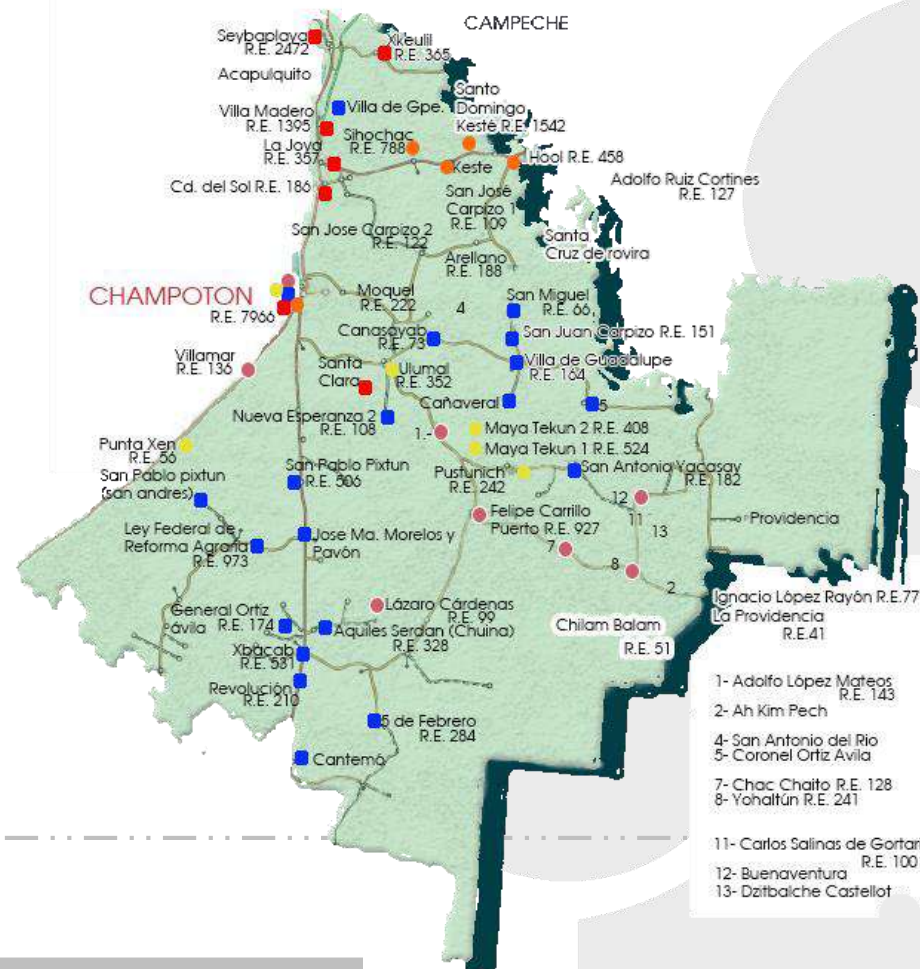 CAMPECHE
Seybaplaya
R.E. 2472
Xkeulil
R.E. 365
Acapulquito
Santo
Domingo
Kesté R.E. 1542
Villa de Gpe.
Villa Madero
R.E. 1395
Sihochac
R.E. 788
La Joya
R.E. 357
Keste
Hool R.E. 458
Cd. del Sol R.E. 186
Adolfo Ruiz Cortines
R.E. 127
San José
Carpizo 1
R.E. 109
San Jose Carpizo 2
R.E. 122
Santa
Cruz de rovira
Arellano
R.E. 188
CHAMPOTON
R.E. 7966
Moquel
R.E. 222
4
San Miguel
R.E. 66
Canasayab
R.E. 73
San Juan Carpizo R.E. 151
Villamar
R.E. 136
Santa
Clara
Ulumal
R.E. 352
Villa de Guadalupe
R.E. 164
Cañaveral
5
Nueva Esperanza 2
R.E. 108
1.-
Maya Tekun 2 R.E. 408
Maya Tekun 1 R.E. 524
Punta Xen
R.E. 56
San Pablo pixtun
(san andres)
San Pablo Pixtun
R.E. 506
Pustunich
R.E. 242
San Antonio Yacasay
R.E. 182
12
11
13
Felipe Carrillo
Puerto R.E. 927
Providencia
Ley Federal de
Reforma Agraria
R.E. 973
Jose Ma. Morelos y
Pavón
7
8
2
Ignacio López Rayón R.E.77
La Providencia
R.E.41
Lázaro Cárdenas
R.E. 99
General Ortiz
ávila
R.E. 174
Aquiles Serdan (Chuina)
R.E. 328
Chilam Balam
R.E. 51
Xbacab
R.E. 531
Revolución
R.E. 210
5 de Febrero
R.E. 284
Cantemó
1- Adolfo López Mateos
R.E. 143
2- Ah Kim Pech
4- San Antonio del Rio
5- Coronel Ortiz Avila
7- Chac Chaito R.E. 128
8- Yohaltún R.E. 241
11- Carlos Salinas de Gortar
R.E. 100
12- Buenaventura
13- Dzitbalche Castellot